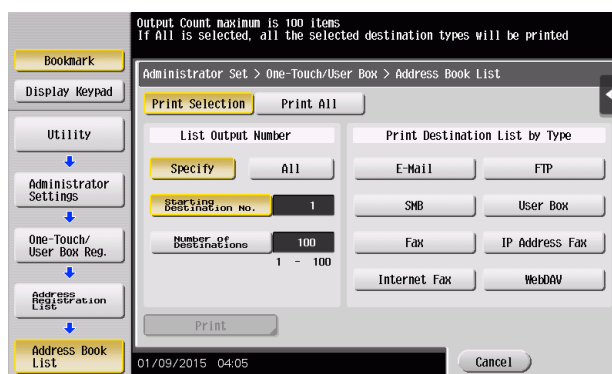 Output Count maximum is 100 items
If All is selected, all the selected destination types will be printed
Bookmark
Display Keypad
Utility
Administrator
Settings
One-Touch/
User Box Reg.
Address
Registration
List
Address Book
List
Administrator Set > One-Touch/User Box > Address Book List
Print Selection
Print All
List Output Number
Specify
All
Starting
Destination No.
1
Number of
Destinations
100
1 - 100
Print
Print Destination List by Type
E-Mail
FTP
SMB
User Box
Fax
IP Address Fax
Internet Fax
WebDAV
01/09/2015 04:05
Cancel